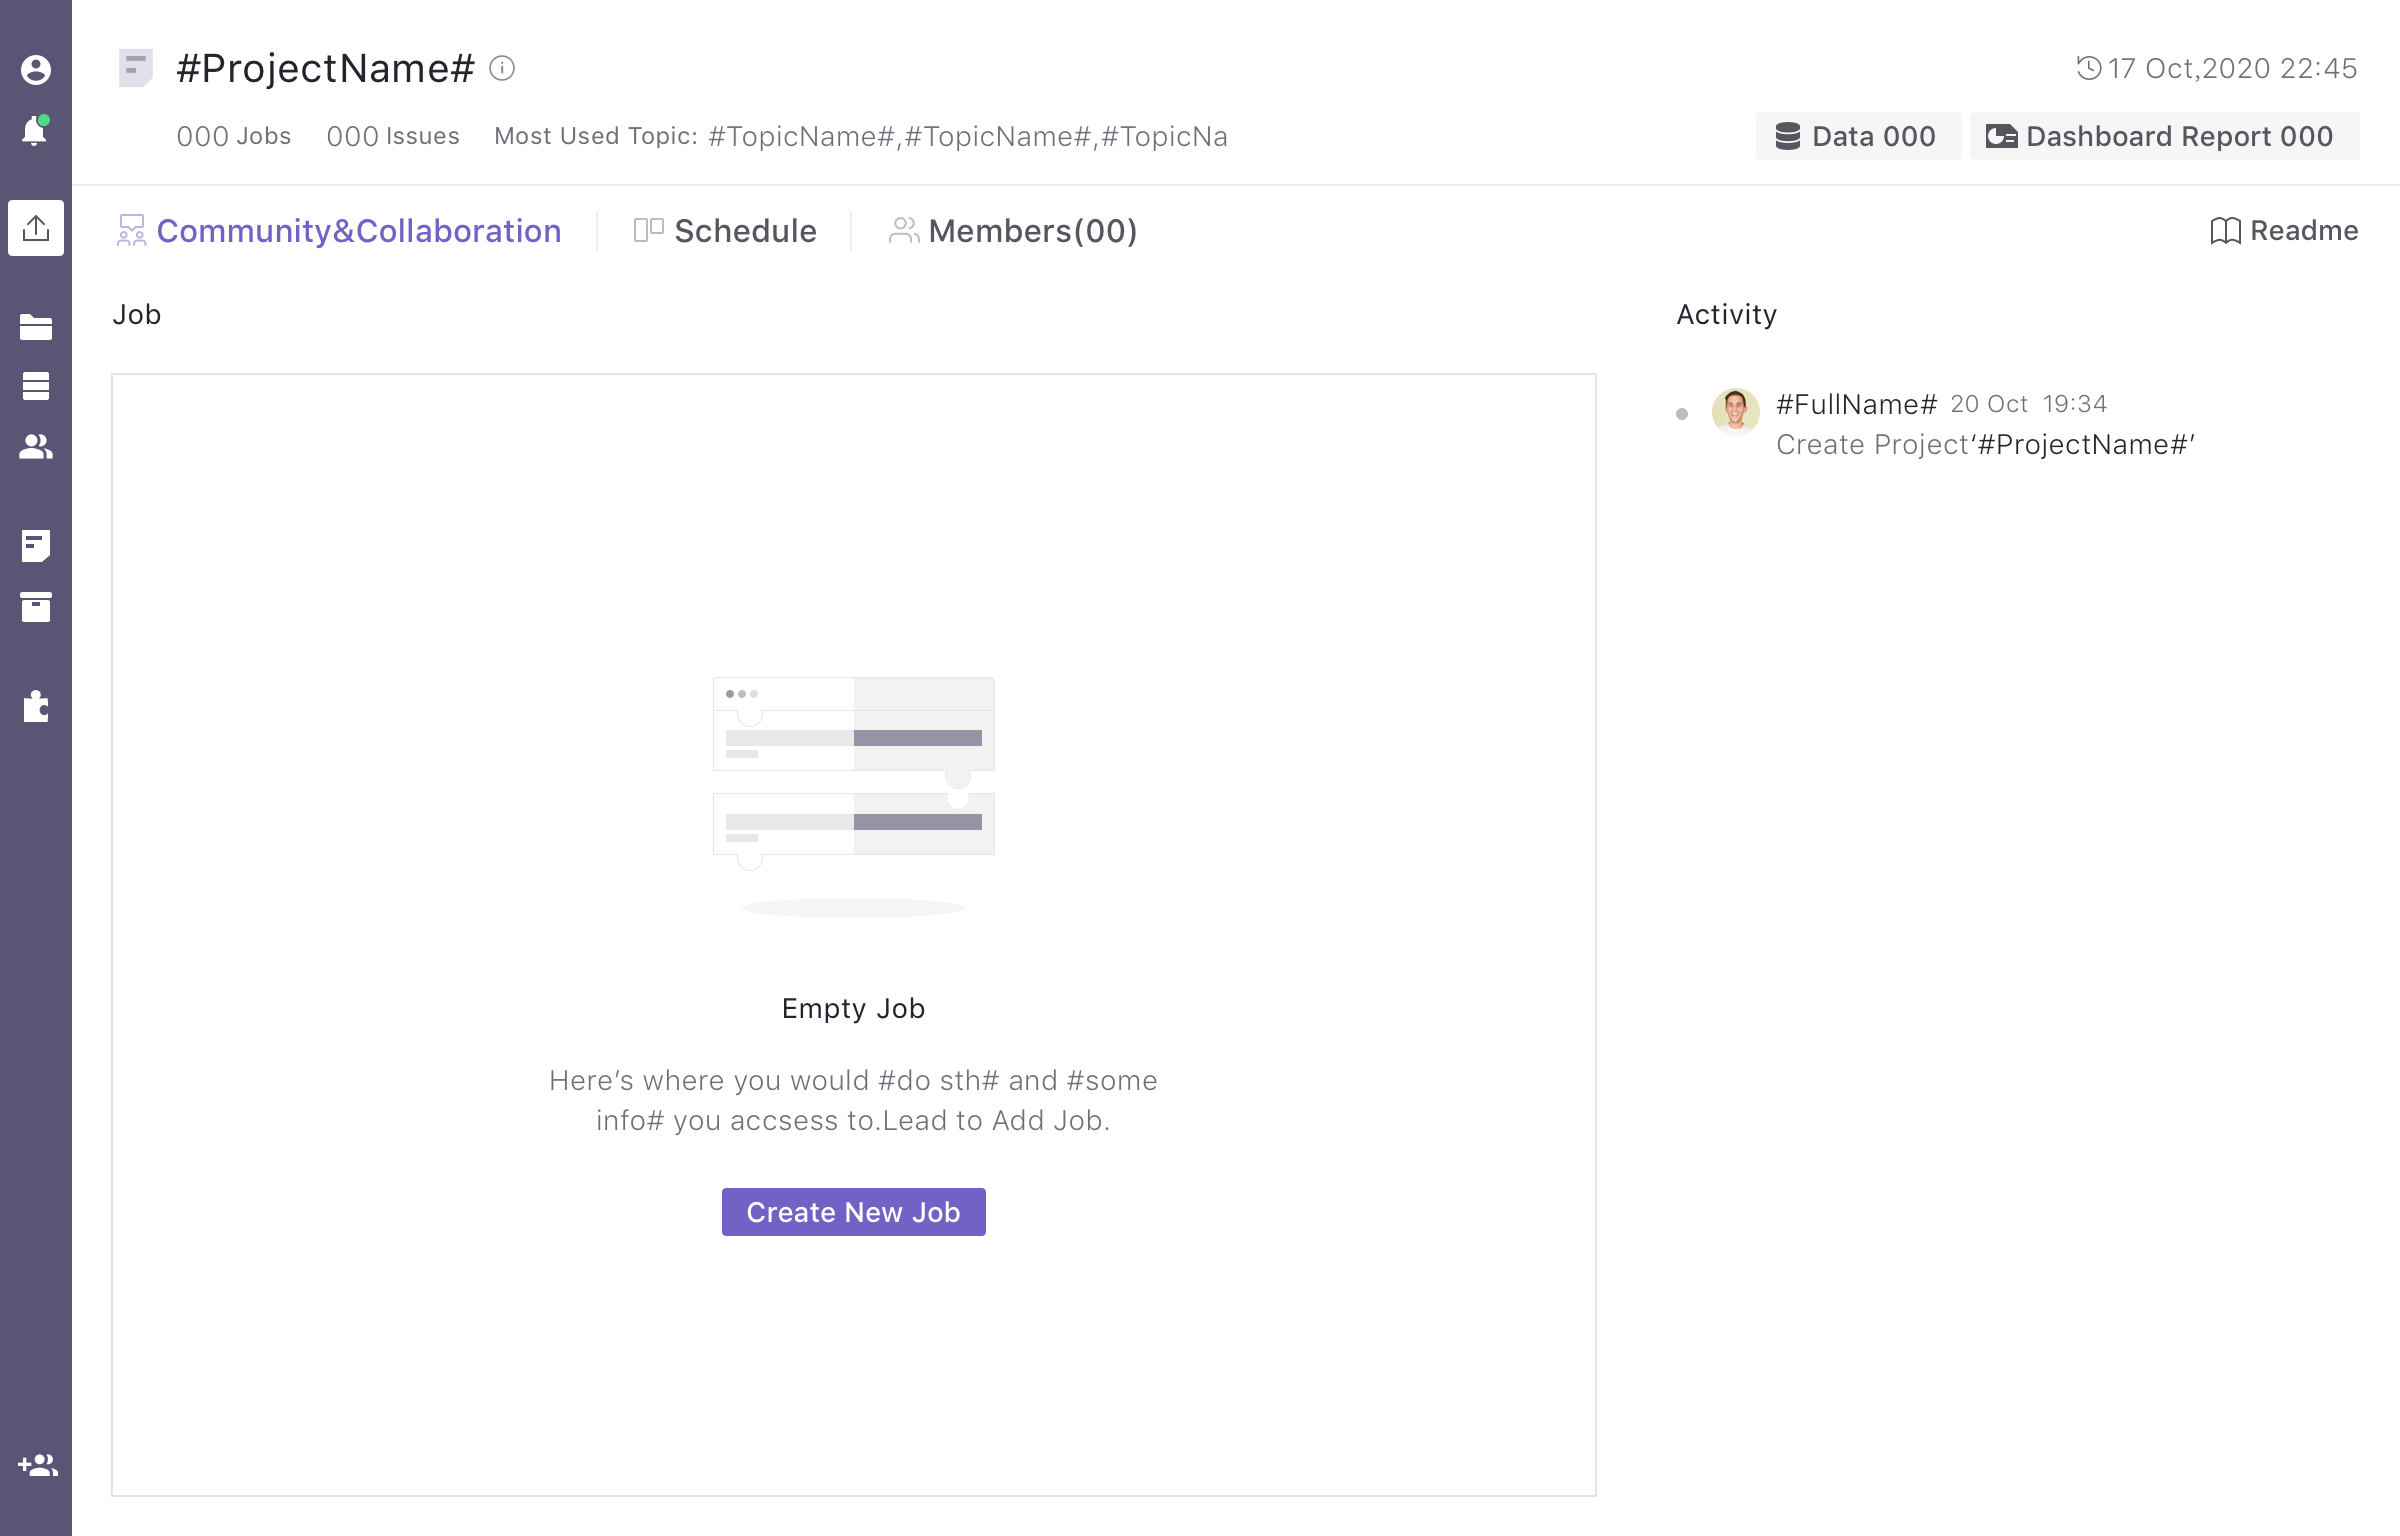 #ProjectName#
17 Oct,2020 22:45
000 Jobs 000 Issues Most Used Topic: #TopicName#,#TopicName#,#TopicNa
Data 000 Dashboard Report 000
Community&Collaboration Schedule Members(00) Readme
Job
Activity
#FullName# 20 Oct 19:34
Create Project‘#ProjectName#’
Empty Job
Here’s where you would #do sth# and #some
info# you accsess to.Lead to Add Job.
Create New Job